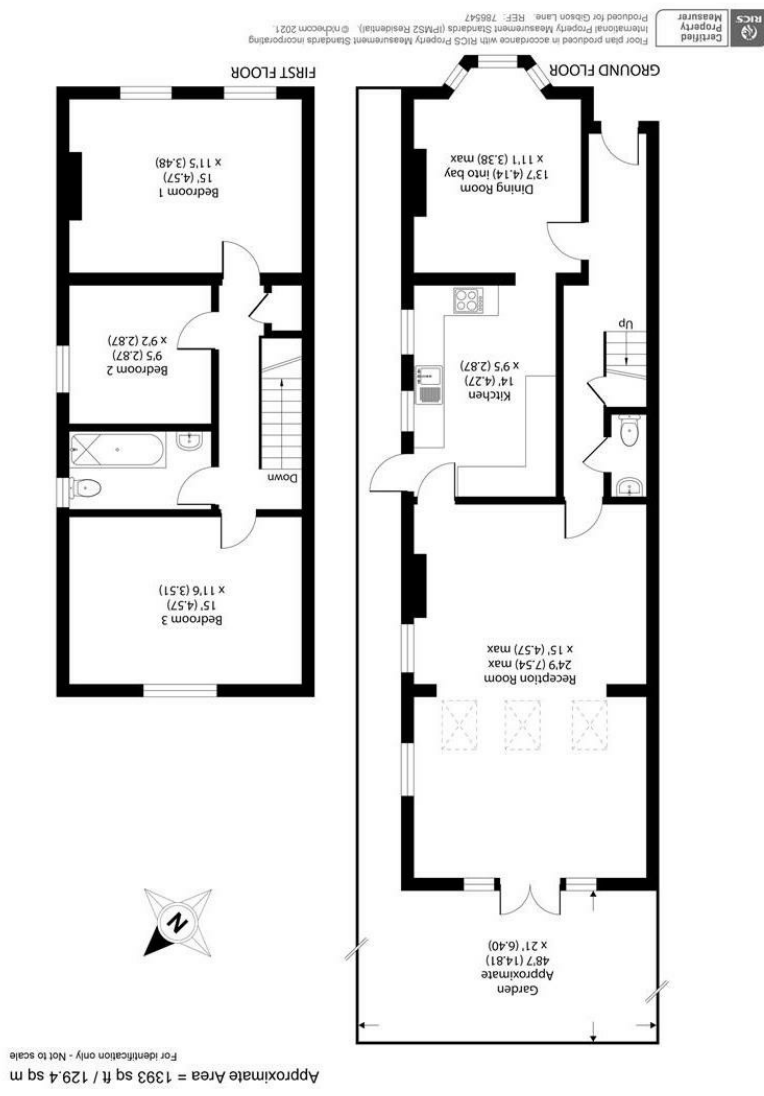 Approximate Area = 1393 sq ft / 129.4 sq m
For identification only - Not to scale
N
Garden
Approximate
48'7 (14.81)
x 21' (6.40)
Reception Room
24'9 (7.54) max
x 15' (4.57) max
Kitchen
14' (4.27)
x 9'5 (2.87)
Up
Dining Room
13'7 (4.14) into bay
x 11'1 (3.38) max
GROUND FLOOR
Bedroom 3
15' (4.57)
x 11'6 (3.51)
Down
Bedroom 2
9'5 (2.87)
x 9'2 (2.87)
Bedroom 1
15' (4.57)
x 11'5 (3.48)
FIRST FLOOR
RICS
Certified
Property
Measurer
Floor plan produced in accordance with RICS Property Measurement Standards incorporating
International Property Measurement Standards (IPMS2 Residential). © nichecom 2021.
Produced for Gibson Lane. REF: 786547